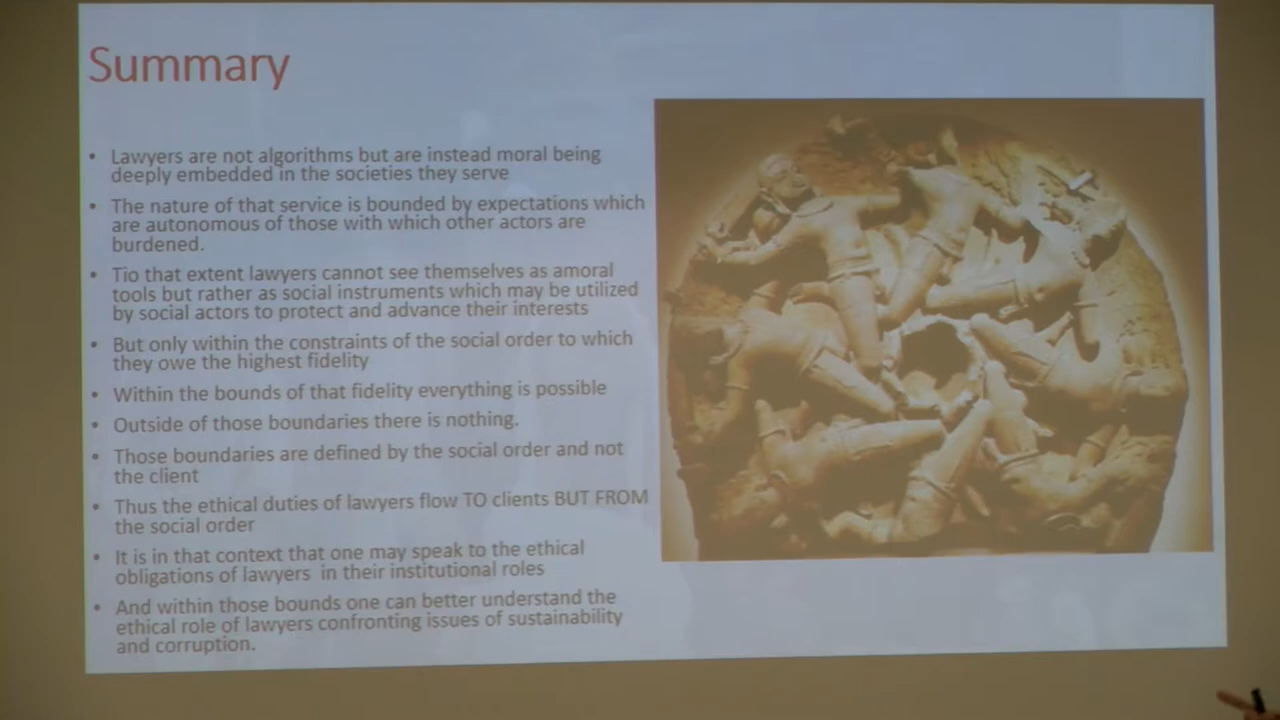 Summary
• Lawyers are not algorithms but are instead moral being
deeply embedded in the societies they serve
• The nature of that service is bounded by expectations which
are autonomous of those with which other actors are
burdened.
• Tio that extent lawyers cannot see themselves as amoral
tools but rather as social instruments which may be utilized
by social actors to protect and advance their interests
• But only within the constraints of the social order to which
they owe the highest fidelity
• Within the bounds of that fidelity everything is possible
• Outside of those boundaries there is nothing.
• Those boundaries are defined by the social order and not
the client
• Thus the ethical duties of lawyers flow TO clients BUT FROM
the social order
• It is in that context that one may speak to the ethical
obligations of lawyers in their institutional roles
• And within those bounds one can better understand the
ethical role of lawyers confronting issues of sustainability
and corruption.